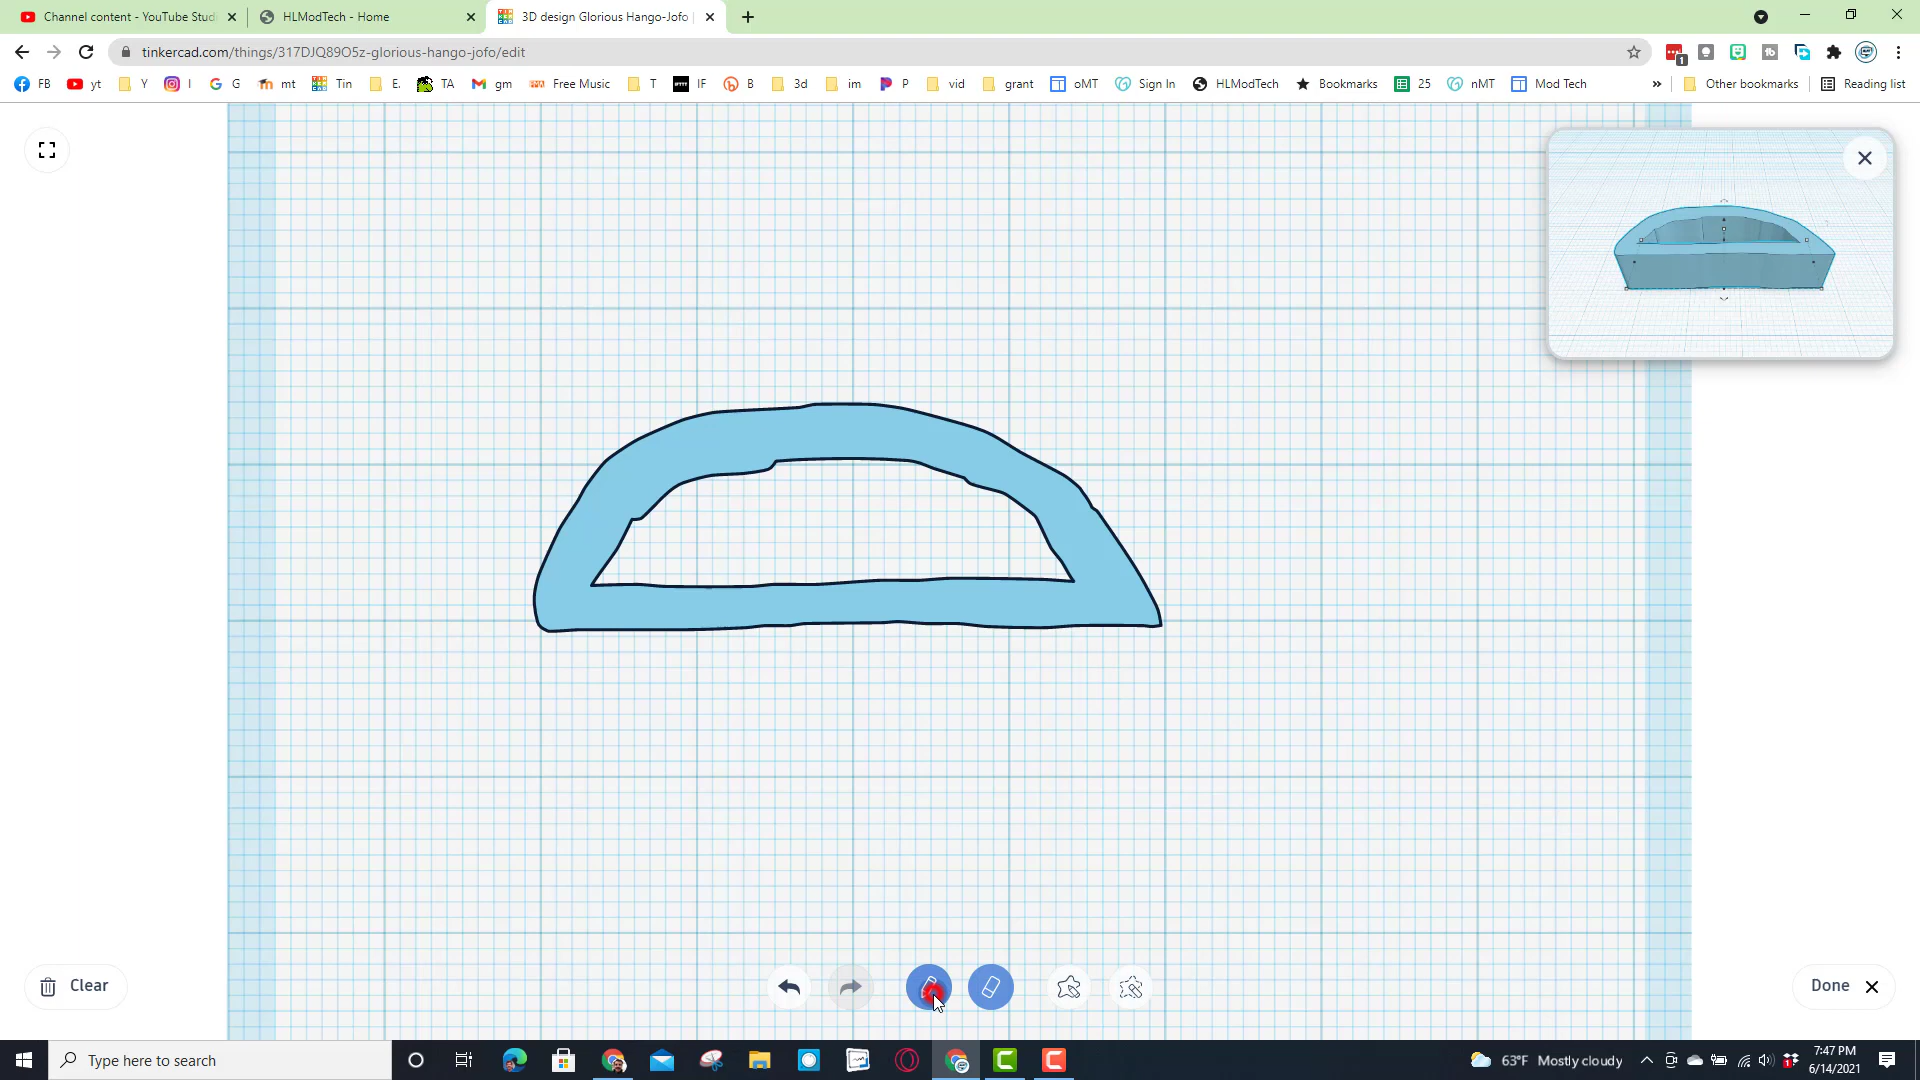 Channel content - YouTube Studi
HLModTech - Home
3D design Glorious Hango-Jofo |
tinkercad.com/things/317DJQ89O5z-glorious-hango-jofo/edit
1
FB yt Y I G mt Tin E. TA gm Free Music T IF B 3d im P vid grant oMT Sign In HLModTech Bookmarks 25 nMT Mod Tech » Other bookmarks Reading list
Clear
Done
Type here to search
63°F Mostly cloudy
7:47 PM
6/14/2021